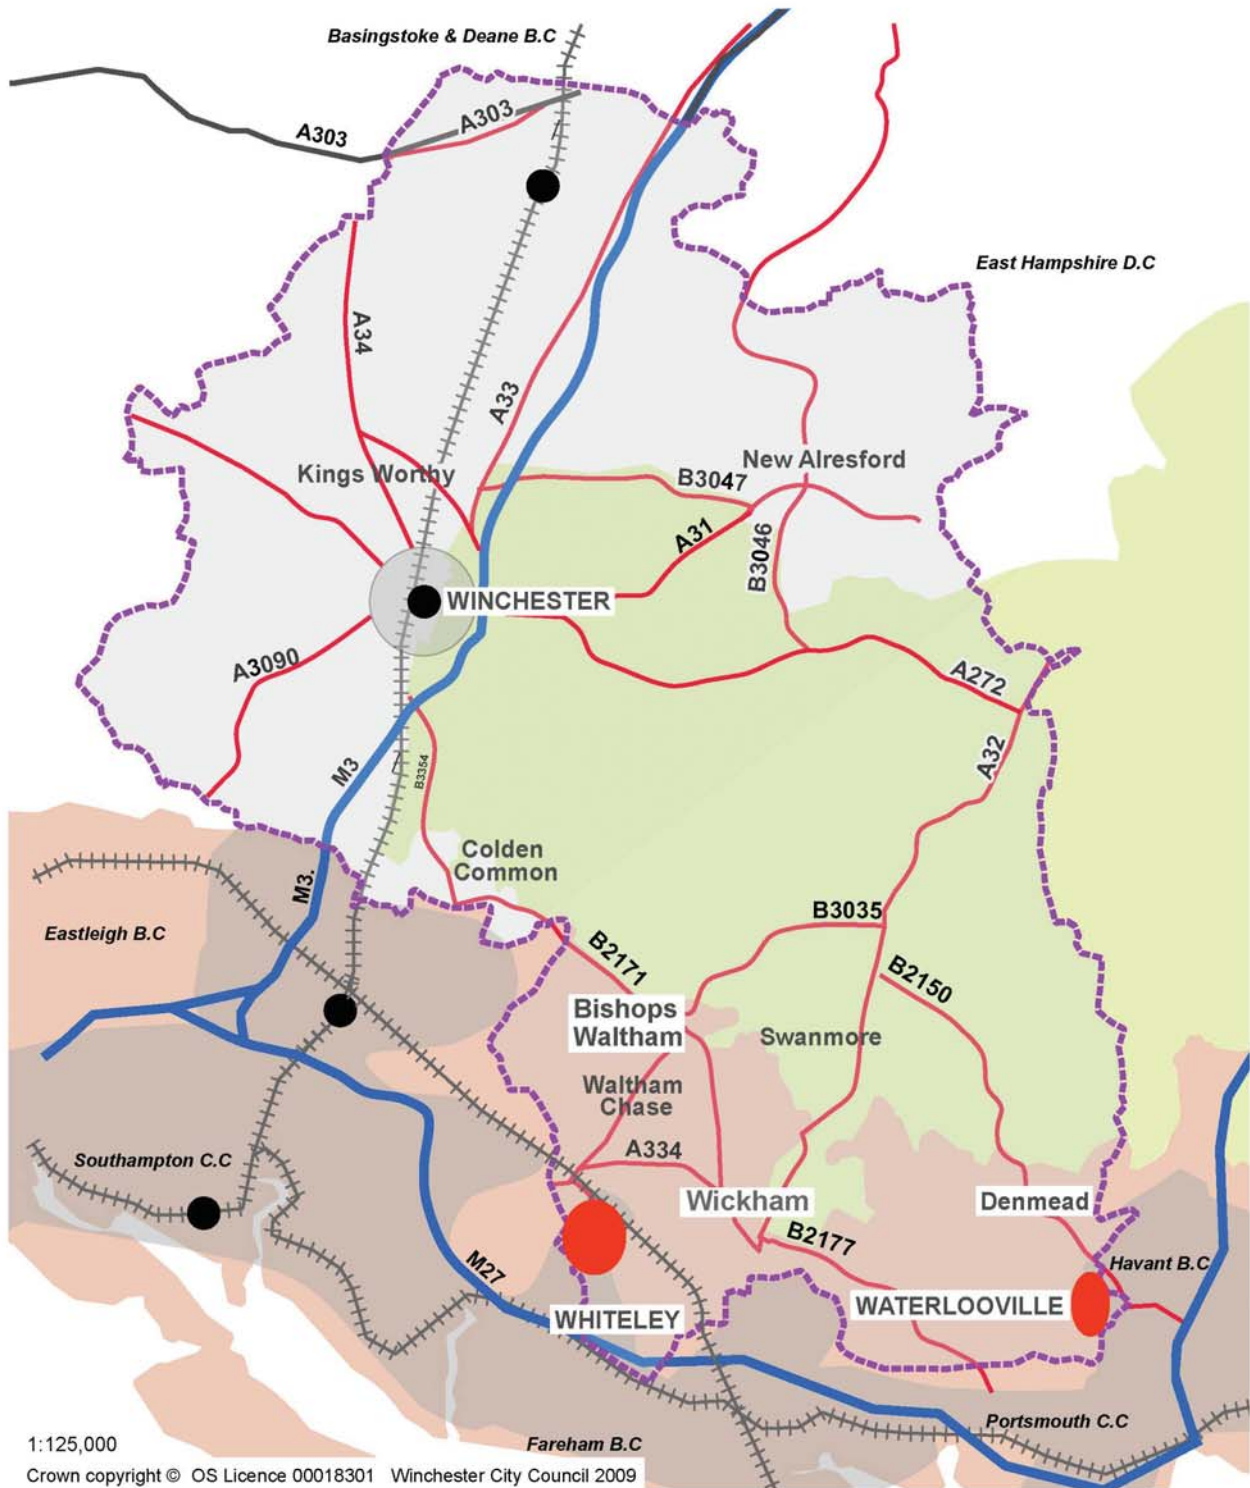 Basingstoke & Deane B.C
A303
A303
East Hampshire D.C
A34
A33
Kings Worthy
B3047
New Alresford
A31
B3046
WINCHESTER
A3090
A272
A32
M3
B3354
Colden
Common
M3.
B3035
Eastleigh B.C
B2171
B2150
Bishops
Waltham
Swanmore
Waltham
Chase
A334
Southampton C.C
Wickham
Denmead
B2177
M27
Havant B.C
WHITELEY
WATERLOOVILLE
Portsmouth C.C
Fareham B.C
1:125,000
Crown copyright © OS Licence 00018301 Winchester City Council 2009